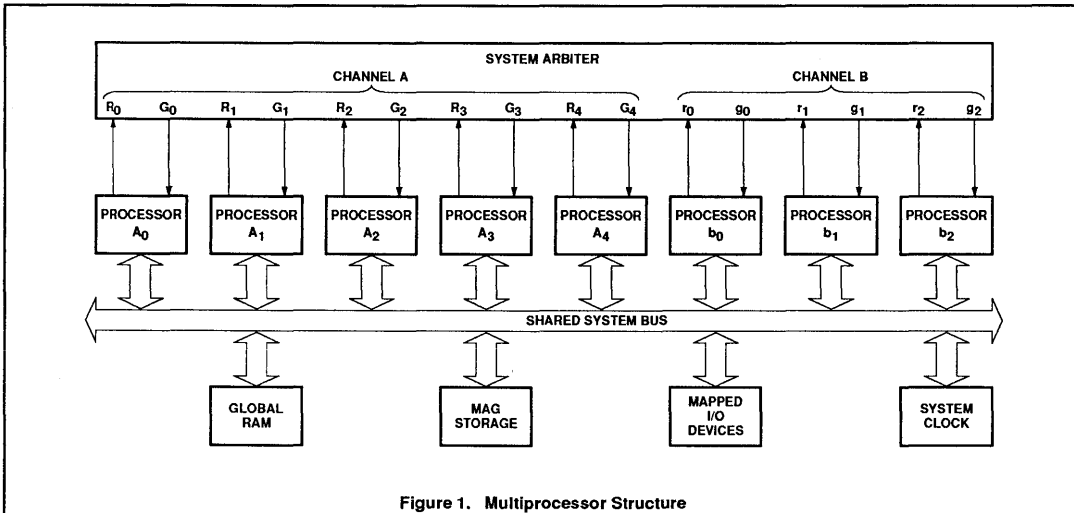 SYSTEM ARBITER
CHANNEL A
CHANNEL B
R0 G0 R1 G1 R2 G2 R3 G3 R4 G4 r0 g0 r1 g1 r2 g2
PROCESSOR
A0
PROCESSOR
A1
PROCESSOR
A2
PROCESSOR
A3
PROCESSOR
A4
PROCESSOR
b0
PROCESSOR
b1
PROCESSOR
b2
SHARED SYSTEM BUS
GLOBAL
RAM
MAG
STORAGE
MAPPED
I/O
DEVICES
SYSTEM
CLOCK
Figure 1. Multiprocessor Structure